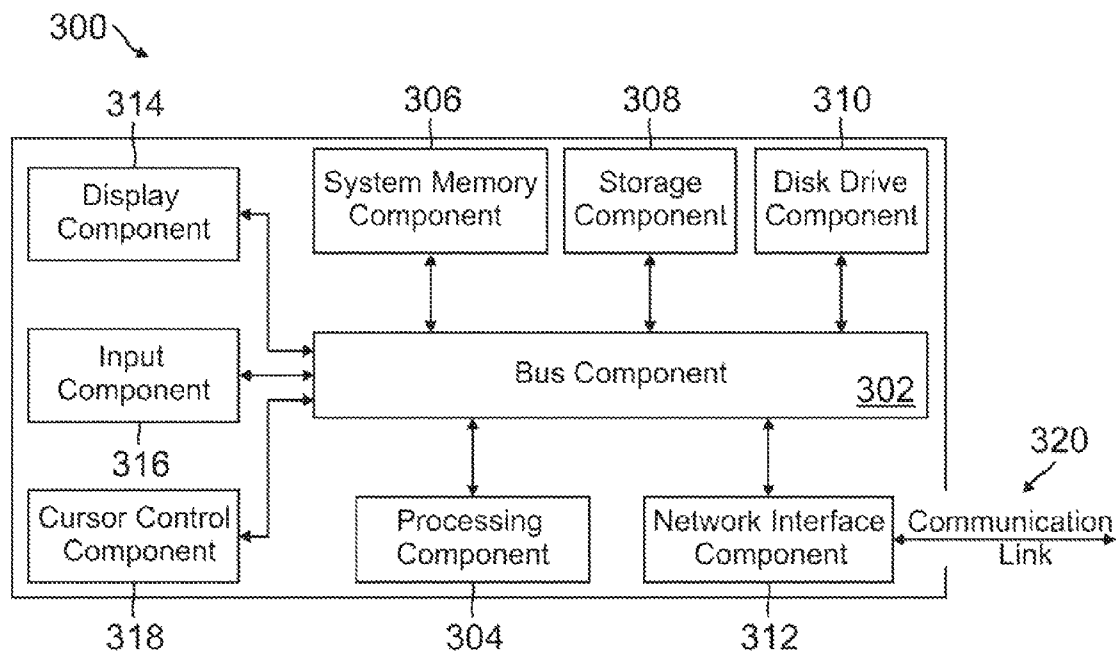 300
314
306
308
310
Display
Component
System Memory
Component
Storage
Component
Disk Drive
Component
Input
Component
Bus Component
302
316
320
Cursor Control
Component
Processing
Component
Network Interface
Component
Communication
Link
318
304
312